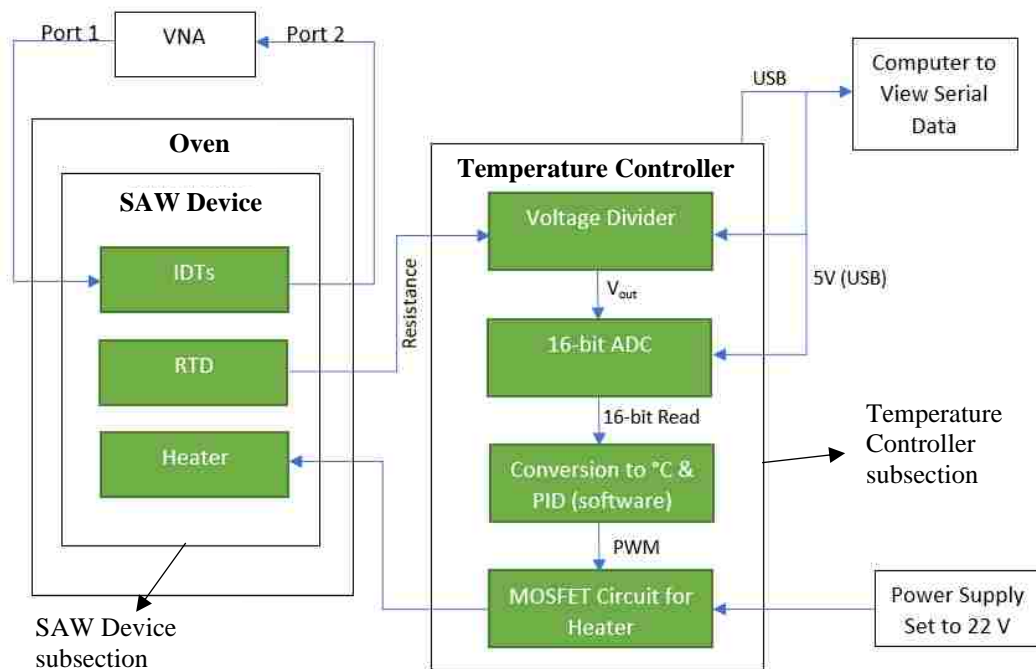 Port 1
VNA
Port 2
USB
Computer to
View Serial
Data
Oven
SAW Device
IDTs
RTD
Heater
Resistance
Temperature Controller
Voltage Divider
Vout
16-bit ADC
16-bit Read
Conversion to °C &
PID (software)
PWM
MOSFET Circuit for
Heater
5V (USB)
Temperature
Controller
subsection
Power Supply
Set to 22 V
SAW Device
subsection